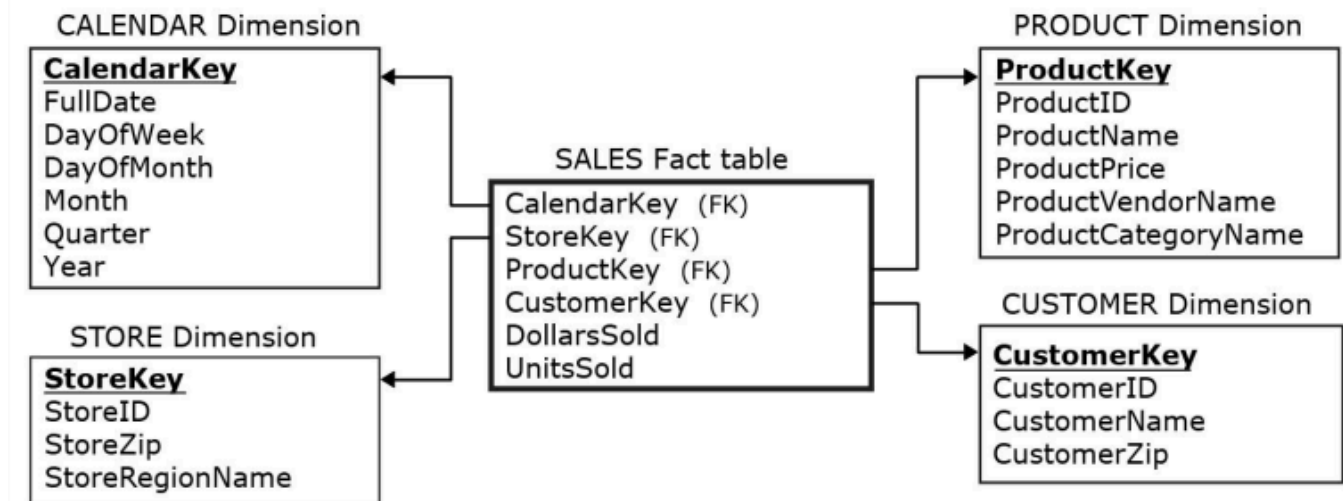 CALENDAR Dimension
CalendarKey
FullDate
DayOfWeek
DayOfMonth
Month
Quarter
Year
STORE Dimension
StoreKey
StoreID
StoreZip
StoreRegionName
SALES Fact table
CalendarKey (FK)
StoreKey (FK)
ProductKey (FK)
CustomerKey (FK)
DollarsSold
UnitsSold
PRODUCT Dimension
ProductKey
ProductID
ProductName
ProductPrice
ProductVendorName
ProductCategoryName
CUSTOMER Dimension
CustomerKey
CustomerID
CustomerName
CustomerZip